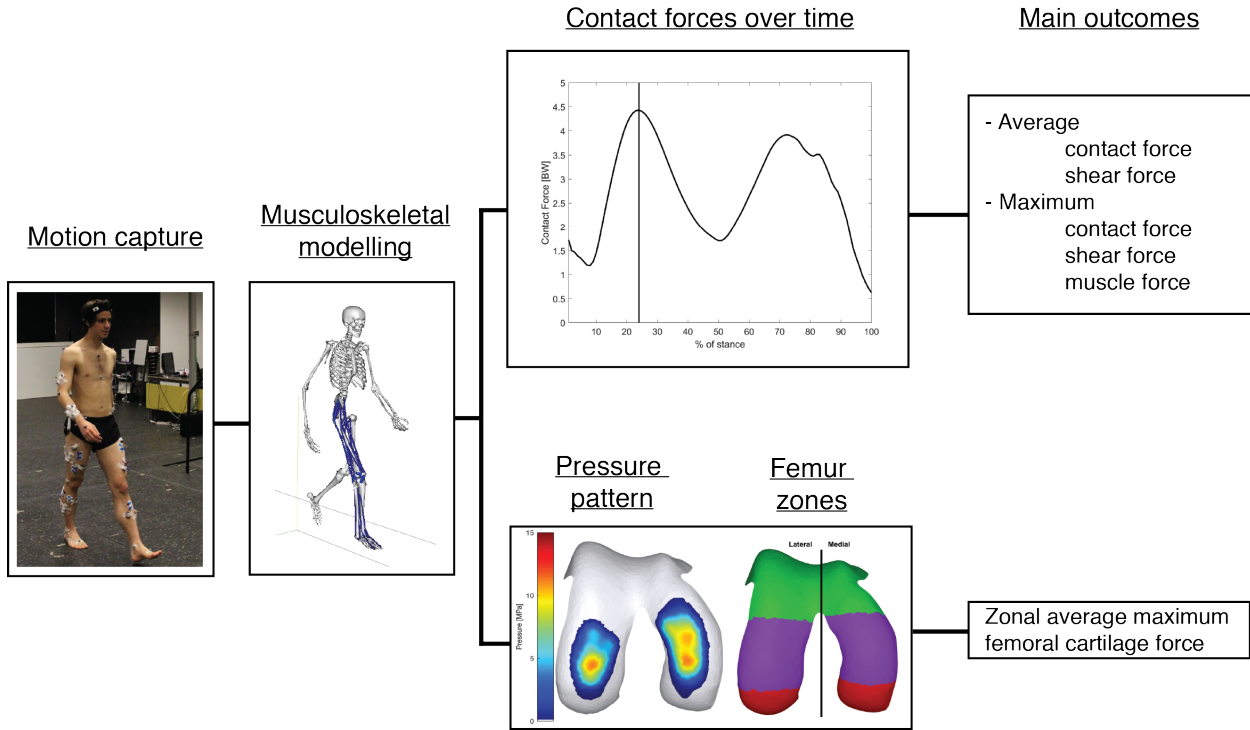 Contact forces over time
Main outcomes
Motion capture
Musculoskeletal
modelling
Contact Force [BW]
5
4.5
4
3.5
3
2.5
2
1.5
1
0.5
0
10 20 30 40 50 60 70 80 90 100
% of stance
- Average
contact force
shear force
- Maximum
contact force
shear force
muscle force
Pressure
pattern
Femur
zones
Pressure [MPa]
15
10
5
0
Lateral Medial
Zonal average maximum
femoral cartilage force